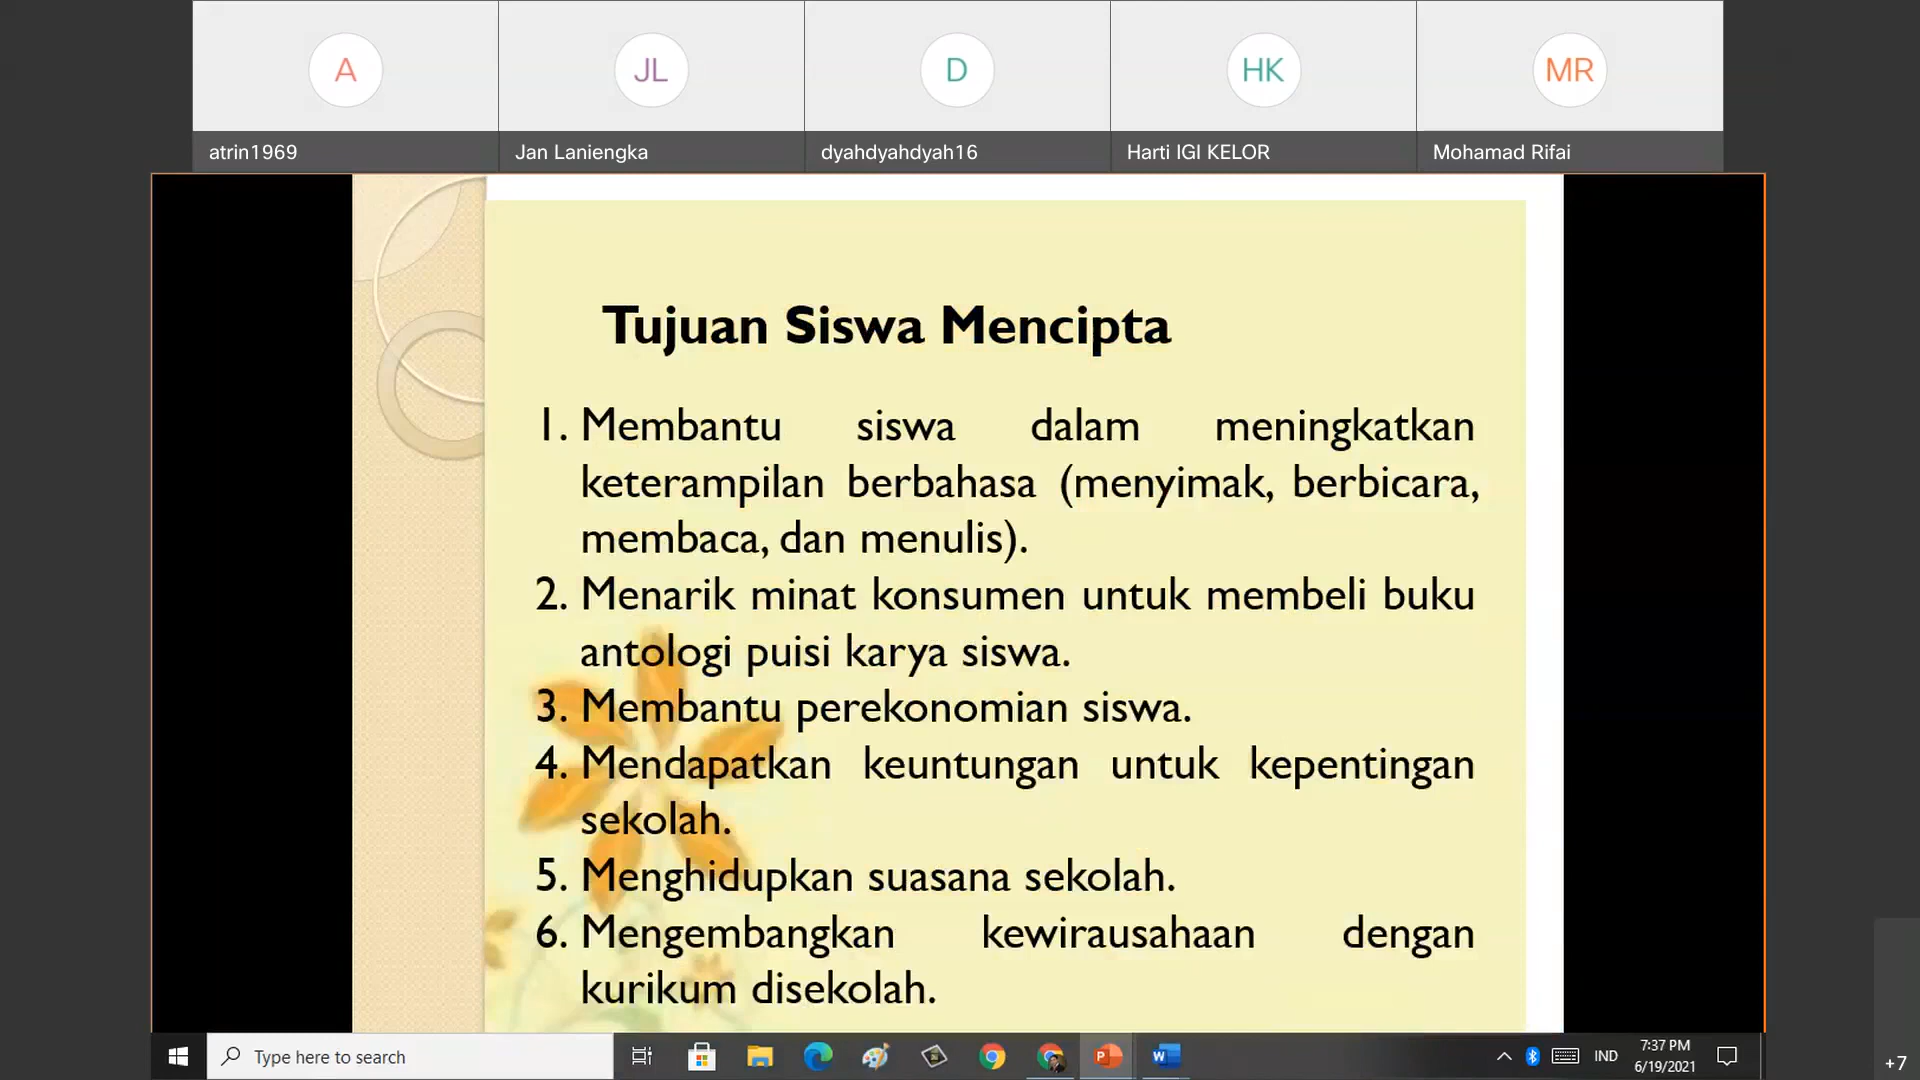 A
JL
D
HK
MR
atrin1969
Jan Laniengka
dyahdyahdyah16
Harti IGI KELOR
Mohamad Rifai
Tujuan Siswa Mencipta
1. Membantu siswa dalam meningkatkan
keterampilan berbahasa (menyimak, berbicara,
membaca, dan menulis).
2. Menarik minat konsumen untuk membeli buku
antologi puisi karya siswa.
3. Membantu perekonomian siswa.
4. Mendapatkan keuntungan untuk kepentingan
sekolah.
5. Menghidupkan suasana sekolah.
6. Mengembangkan kewirausahaan dengan
kurikum disekolah.
Type here to search
IND
7:37 PM
6/19/2021
+7